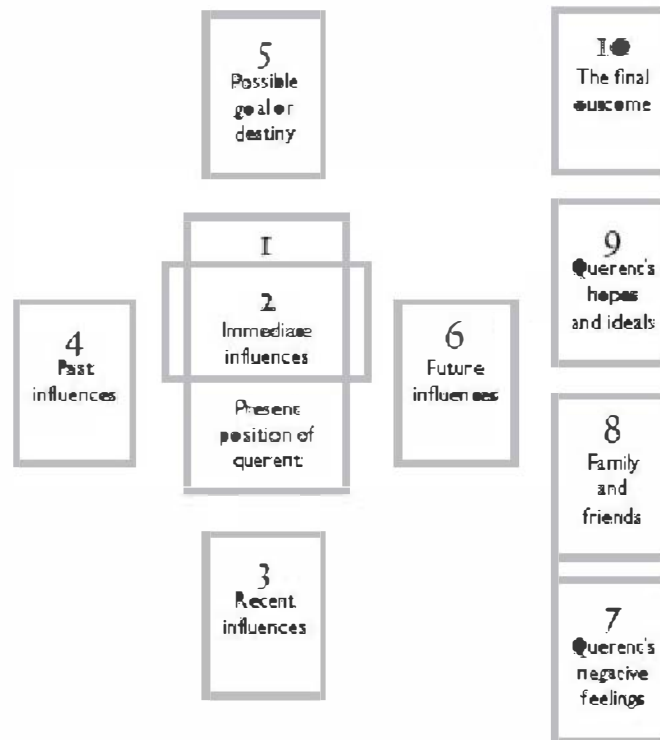 5
Possible
goal or
destiny
10
The final
outcome
1
2
Immediate
influences
Present
position of
querent
4
Past
influences
6
Future
influences
9
Querent's
hopes
and ideals
8
Family
and
friends
3
Recent
influences
7
Querent's
negative
feelings